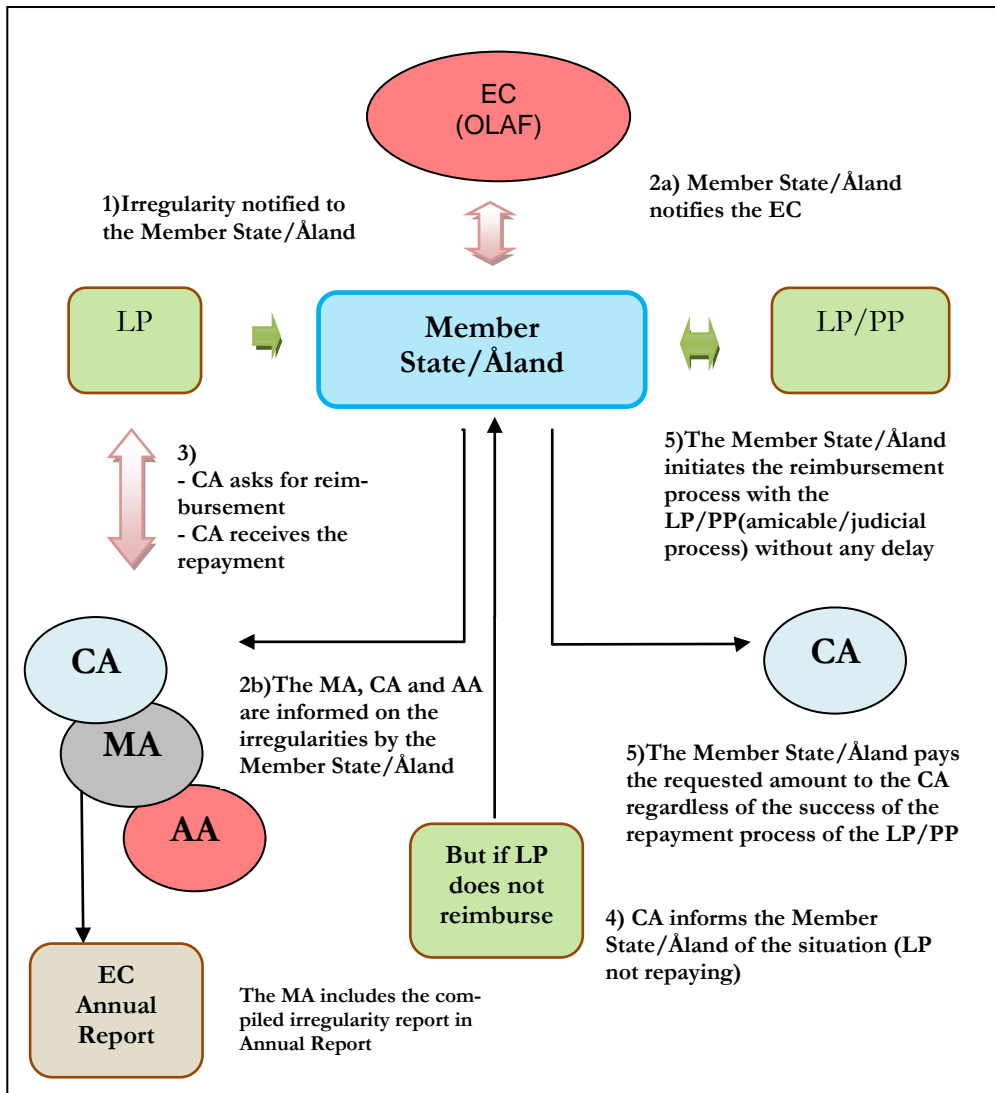 EC
(OLAF)
2a) Member State/Åland
notifies the EC
1)Irregularity notified to
the Member State/Åland
LP
Member
State/Åland
LP/PP
3)
- CA asks for reim-
bursement
- CA receives the
repayment
5)The Member State/Åland
initiates the reimbursement
process with the
LP/PP(amicable/judicial
process) without any delay
CA
MA
AA
2b)The MA, CA and AA
are informed on the
irregularities by the
Member State/Åland
CA
5)The Member State/Åland pays
the requested amount to the CA
regardless of the success of the
repayment process of the LP/PP
But if LP
does not
reimburse
4) CA informs the Member
State/Åland of the situation (LP
not repaying)
EC
Annual
Report
The MA includes the com-
piled irregularity report in
Annual Report